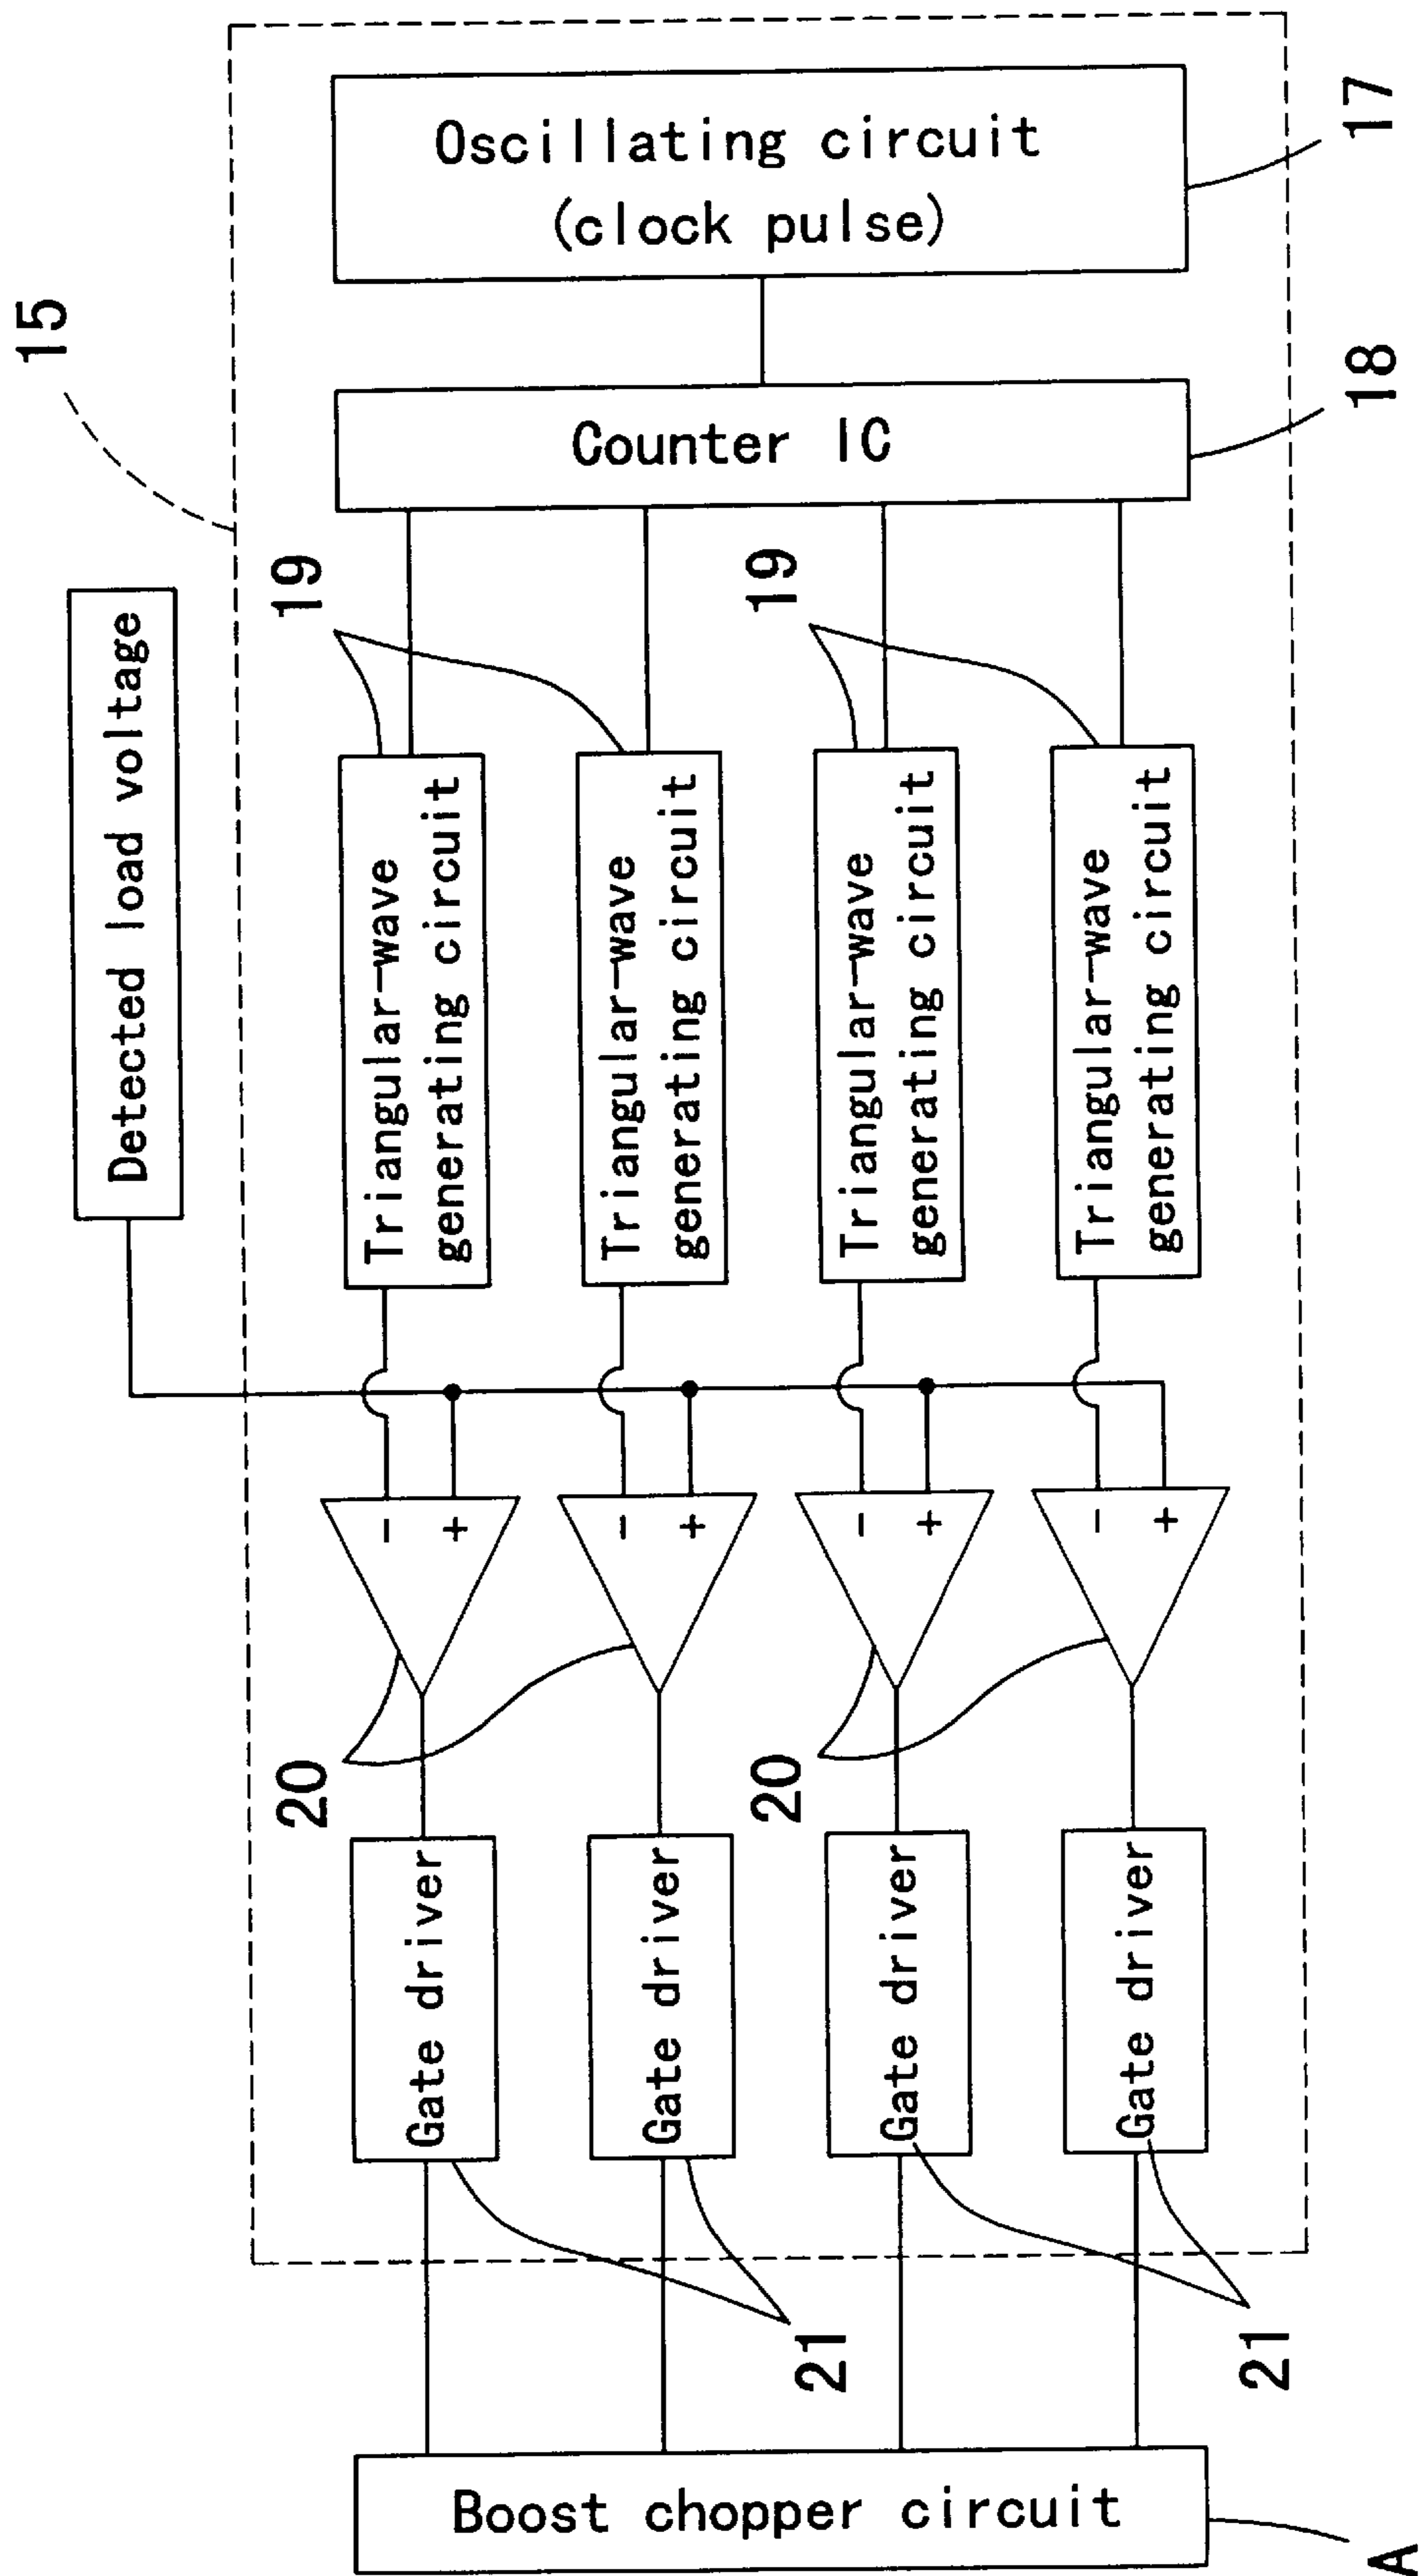 15
Detected load voltage
Oscillating circuit
(clock pulse)
17
Counter IC
18
19
19
Triangular-wave
generating circuit
Triangular-wave
generating circuit
Triangular-wave
generating circuit
Triangular-wave
generating circuit
-
+
-
+
-
+
-
+
20
20
Gate driver
Gate driver
Gate driver
Gate driver
21
21
Boost chopper circuit
A